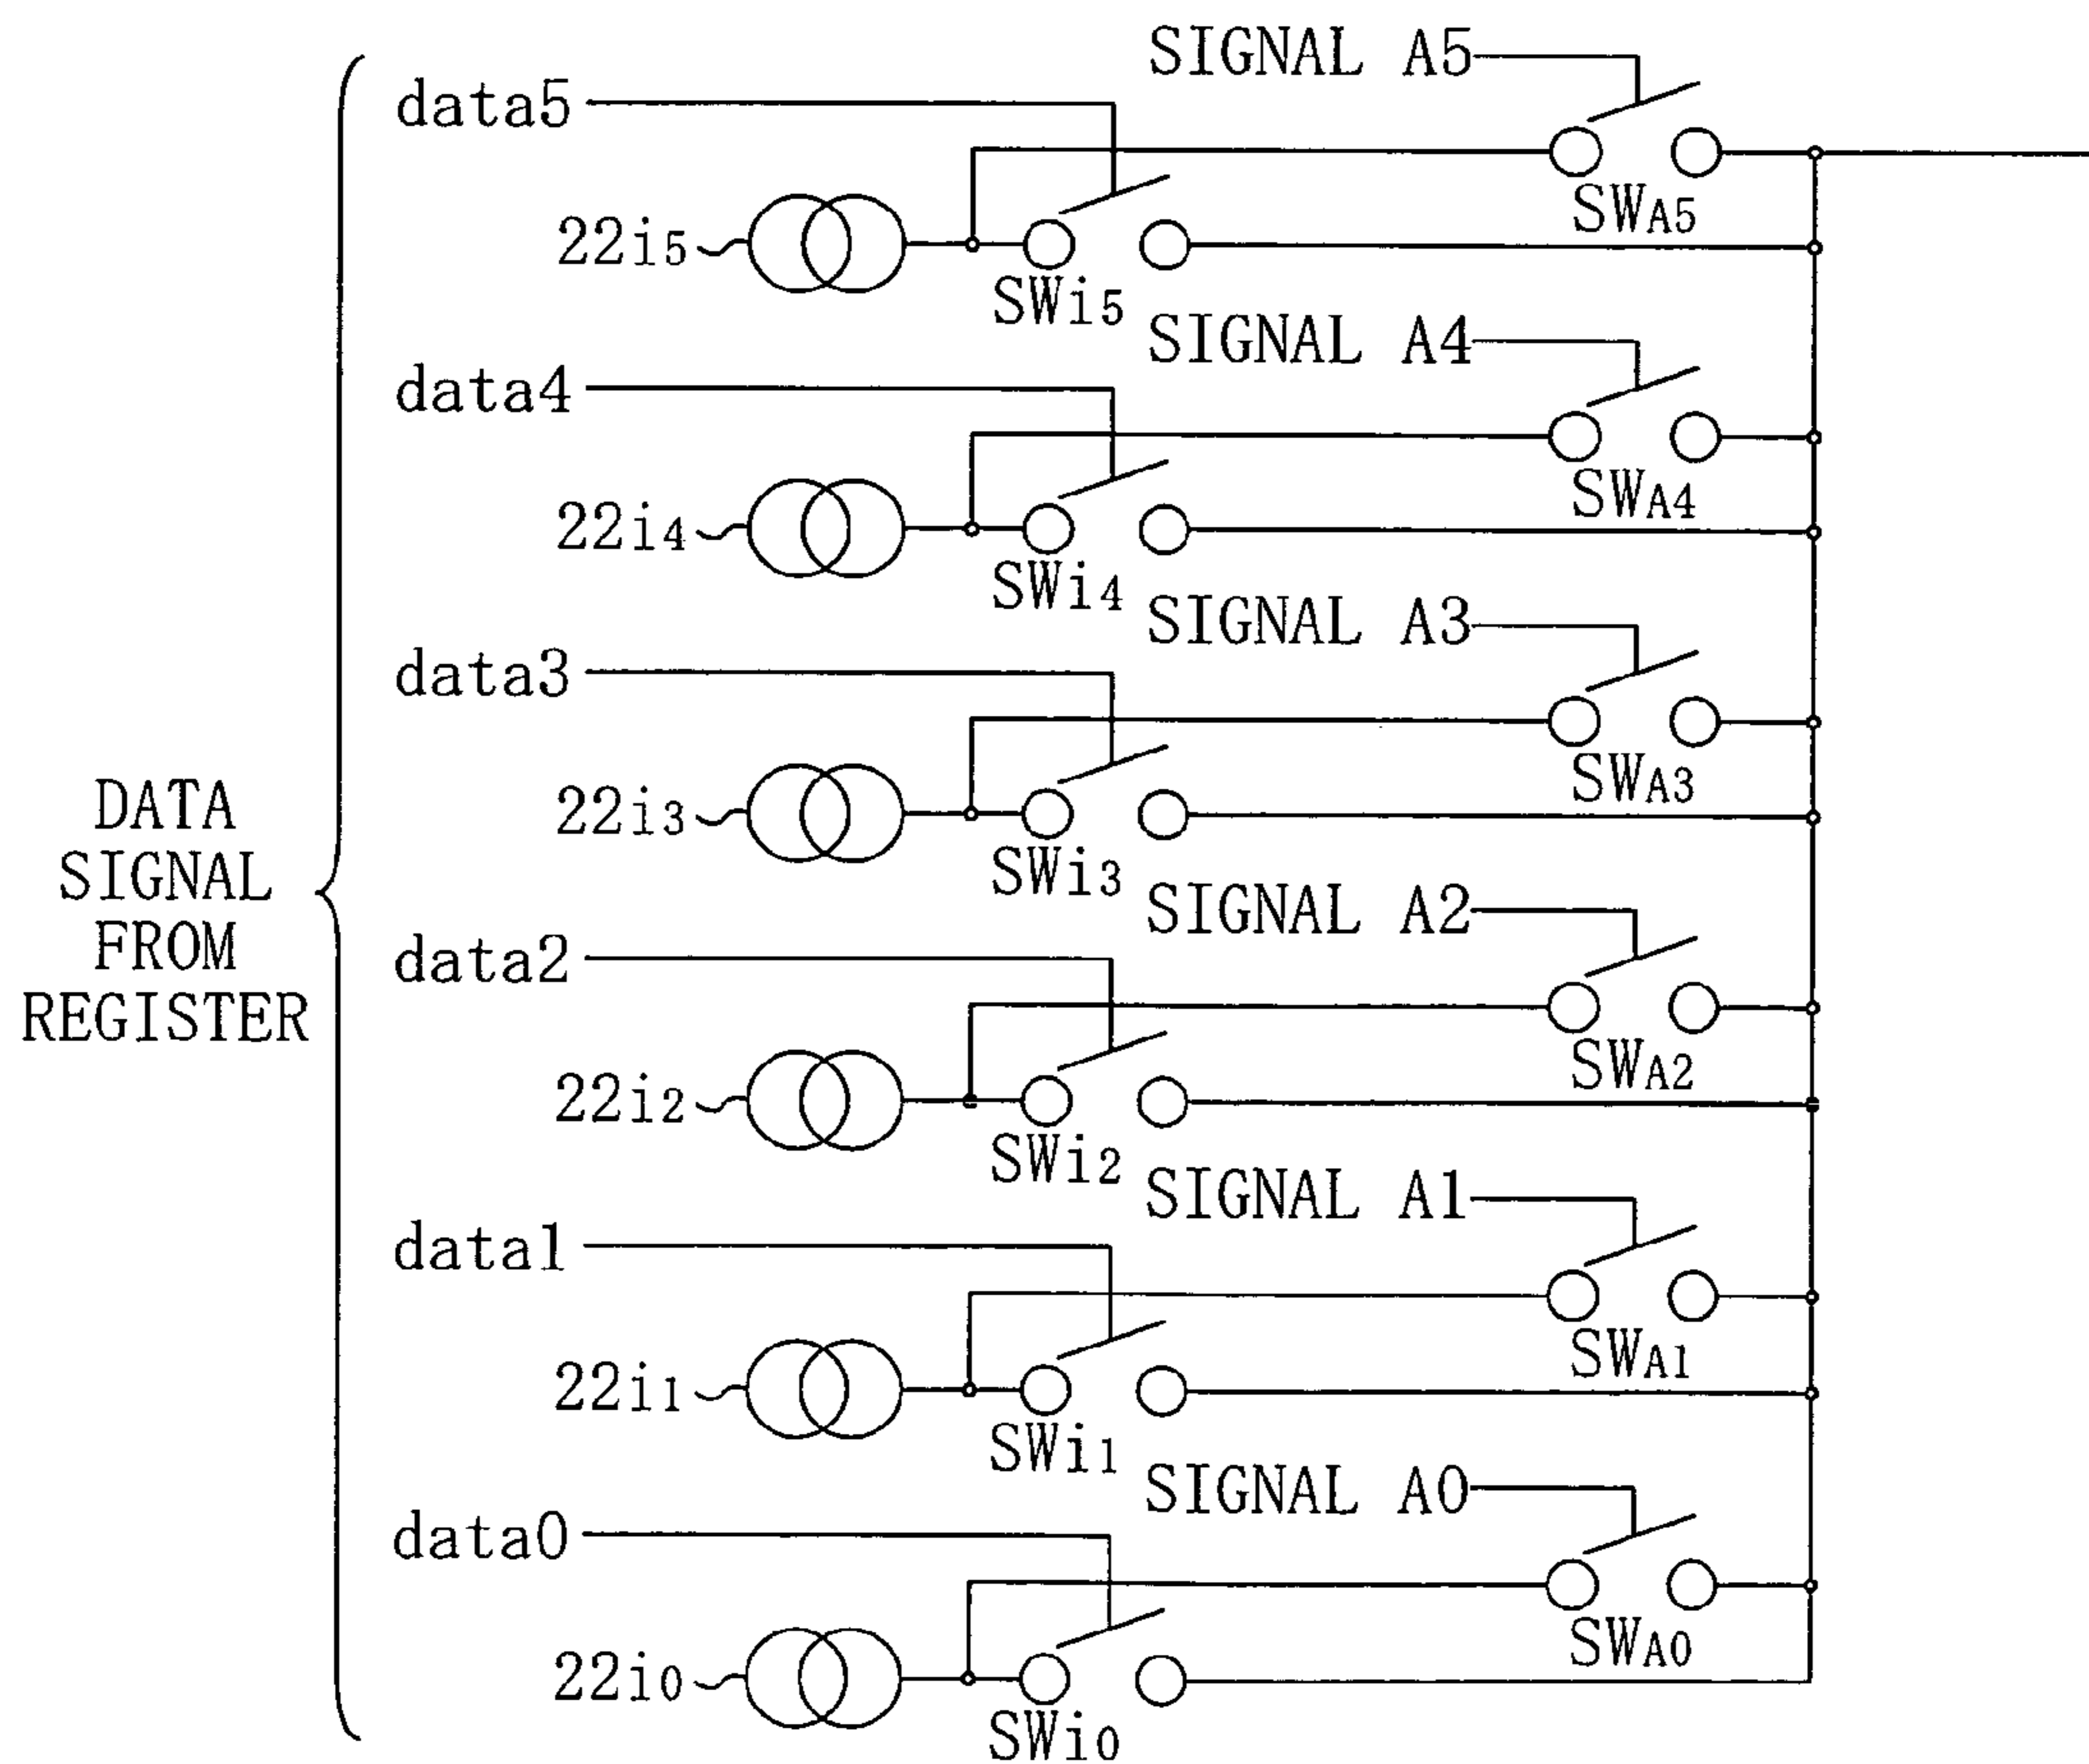 SIGNAL A5
data5
SWA5
22i5
SWi5
SIGNAL A4
data4
SWA4
22i4
SWi4
SIGNAL A3
data3
SWA3
22i3
SWi3
DATA
SIGNAL
FROM
REGISTER
SIGNAL A2
data2
SWA2
22i2
SWi2
SIGNAL A1
data1
SWA1
22i1
SWi1
SIGNAL A0
data0
SWA0
22i0
SWi0